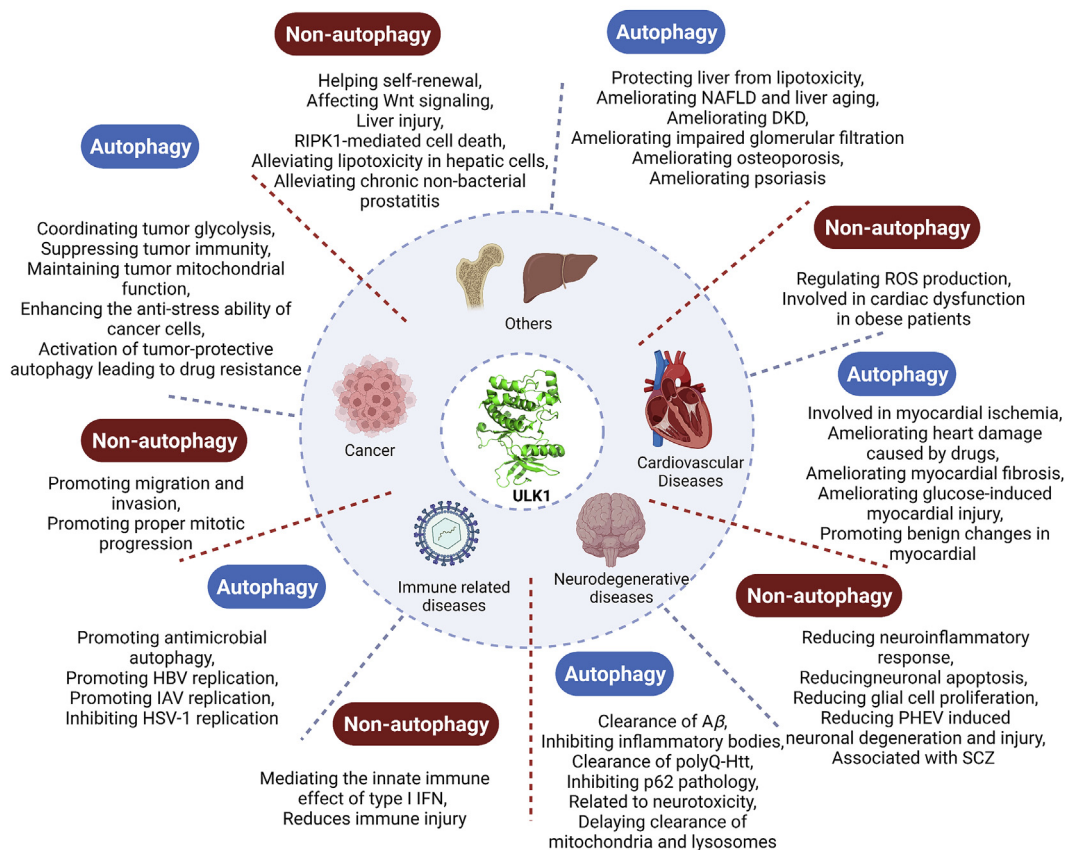 Non-autophagy
Helping self-renewal,
Affecting Wnt signaling,
Liver injury,
RIPK1-mediated cell death,
Alleviating lipotoxicity in hepatic cells,
Alleviating chronic non-bacterial
prostatitis
Autophagy
Protecting liver from lipotoxicity,
Ameliorating NAFLD and liver aging,
Ameliorating DKD,
Ameliorating impaired glomerular filtration
Ameliorating osteoporosis,
Ameliorating psoriasis
Autophagy
Coordinating tumor glycolysis,
Suppressing tumor immunity,
Maintaining tumor mitochondrial
function,
Enhancing the anti-stress ability of
cancer cells,
Activation of tumor-protective
autophagy leading to drug resistance
Non-autophagy
Promoting migration and
invasion,
Promoting proper mitotic
progression
Non-autophagy
Regulating ROS production,
Involved in cardiac dysfunction
in obese patients
Autophagy
Involved in myocardial ischemia,
Ameliorating heart damage
caused by drugs,
Ameliorating myocardial fibrosis,
Ameliorating glucose-induced
myocardial injury,
Promoting benign changes in
myocardial
Others
Cancer
ULK1
Cardiovascular
Diseases
Immune related
diseases
Neurodegenerative
diseases
Autophagy
Promoting antimicrobial
autophagy,
Promoting HBV replication,
Promoting IAV replication,
Inhibiting HSV-1 replication
Non-autophagy
Mediating the innate immune
effect of type I IFN,
Reduces immune injury
Autophagy
Clearance of Aβ,
Inhibiting inflammatory bodies,
Clearance of polyQ-Htt,
Inhibiting p62 pathology,
Related to neurotoxicity,
Delaying clearance of
mitochondria and lysosomes
Non-autophagy
Reducing neuroinflammatory
response,
Reducingneuronal apoptosis,
Reducing glial cell proliferation,
Reducing PHEV induced
neuronal degeneration and injury,
Associated with SCZ